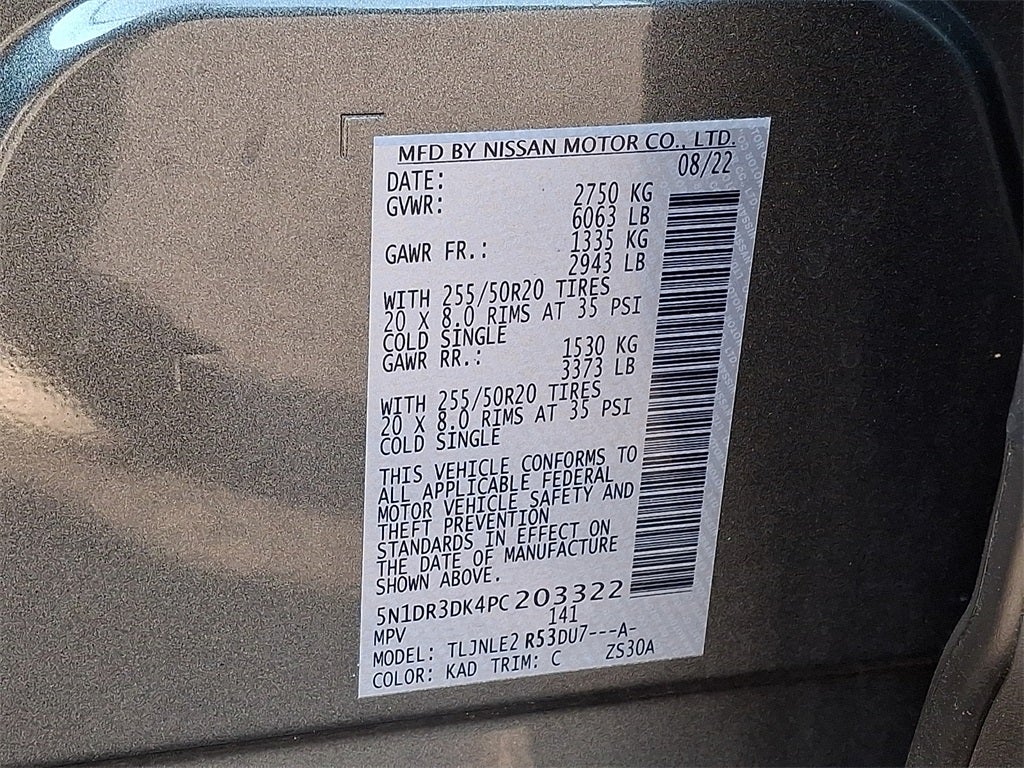 MFD BY NISSAN MOTOR CO., LTD.
DATE: 08/22
GVWR: 2750 KG
6063 LB
GAWR FR.: 1335 KG
2943 LB
WITH 255/50R20 TIRES
20 X 8.0 RIMS AT 35 PSI
COLD SINGLE
GAWR RR.: 1530 KG
3373 LB
WITH 255/50R20 TIRES
20 X 8.0 RIMS AT 35 PSI
COLD SINGLE
THIS VEHICLE CONFORMS TO
ALL APPLICABLE FEDERAL
MOTOR VEHICLE SAFETY AND
THEFT PREVENTION
STANDARDS IN EFFECT ON
THE DATE OF MANUFACTURE
SHOWN ABOVE.
5N1DR3DK4PC203322
MPV 141
MODEL: TLJNLE2 R53DU7---A-
COLOR: KAD TRIM: C ZS30A